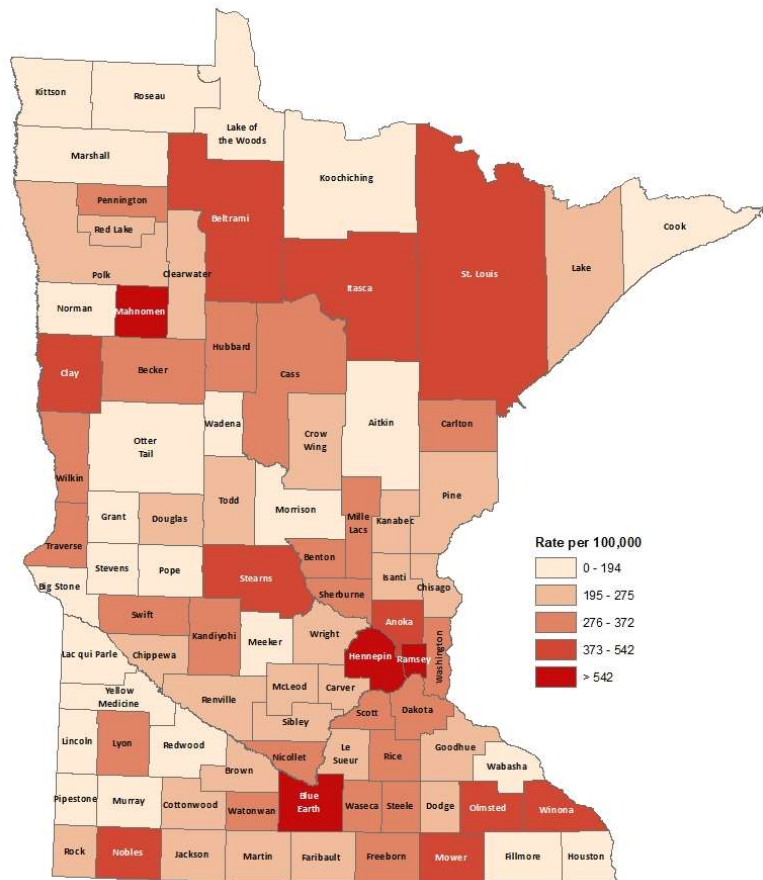 Kittson
Roseau
Lake of
the Woods
Marshall
Koochiching
Pennington
Beltrami
Red Lake
Cook
Polk
Clearwater
St. Louis
Lake
Itasca
Norman
Mahnomen
Hubbard
Clay
Becker
Cass
Wadena
Aitkin
Carlton
Otter
Tail
Crow
Wing
Wilkin
Pine
Todd
Morrison
Mille
Lacs
Kanabec
Grant
Douglas
Traverse
Benton
Stevens
Pope
Stearns
Isanti
Chisago
Big Stone
Sherburne
Swift
Anoka
Kandiyohi
Meeker
Wright
Washington
Lac qui Parle
Chippewa
Hennepin
Ramsey
McLeod
Carver
Yellow
Medicine
Renville
Scott
Dakota
Sibley
Lincoln
Lyon
Redwood
Nicollet
Le
Sueur
Rice
Goodhue
Wabasha
Brown
Pipestone
Murray
Cottonwood
Watonwan
Blue
Earth
Waseca
Steele
Dodge
Olmsted
Winona
Rock
Nobles
Jackson
Martin
Faribault
Freeborn
Mower
Fillmore
Houston
Rate per 100,000
0 - 194
195 - 275
276 - 372
373 - 542
> 542